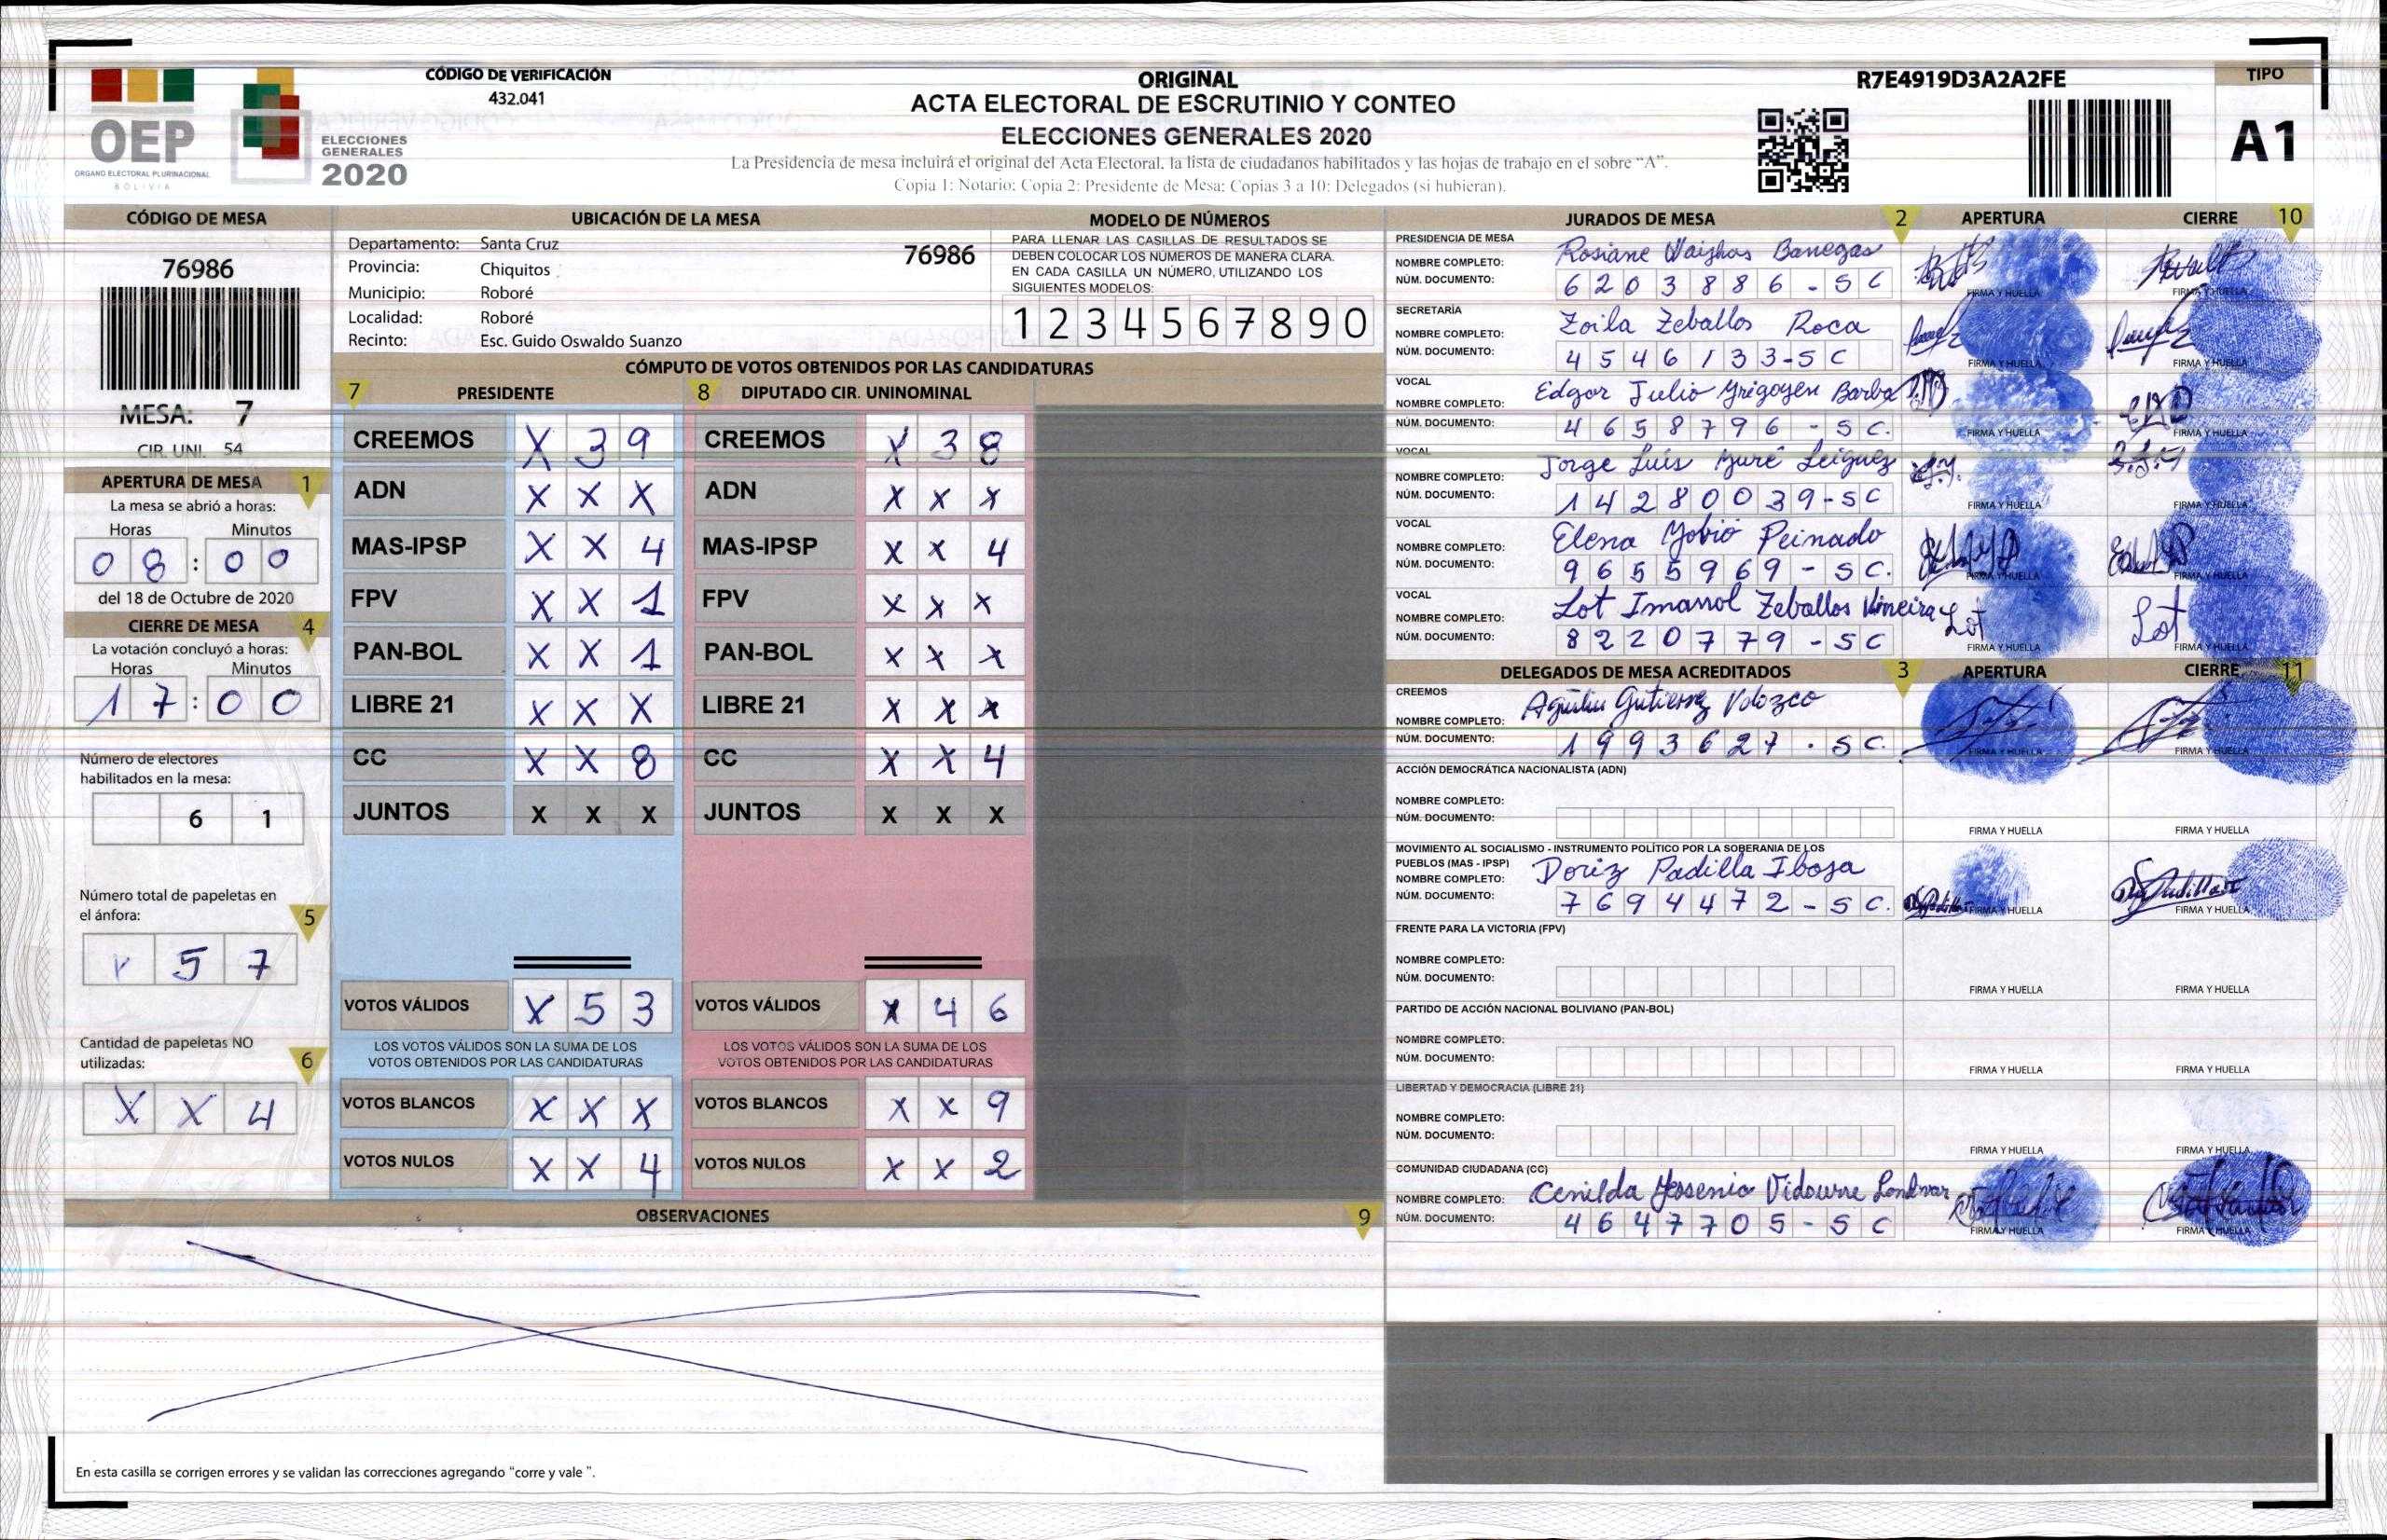 OEP
ÓRGANO ELECTORAL PLURINACIONAL
BOLIVIA
ELECCIONES
GENERALES
2020
CÓDIGO DE VERIFICACIÓN
432.041
ORIGINAL
ACTA ELECTORAL DE ESCRUTINIO Y CONTEO
ELECCIONES GENERALES 2020
La Presidencia de mesa incluirá el original del Acta Electoral, la lista de ciudadanos habilitados y las hojas de trabajo en el sobre “A”.
Copia 1: Notario; Copia 2: Presidente de Mesa; Copias 3 a 10: Delegados (si hubieran).
R7E4919D3A2A2FE
TIPO
A1
CÓDIGO DE MESA
76986
MESA: 7
CIR. UNI. 54
APERTURA DE MESA 1
La mesa se abrió a horas:
Horas Minutos
0 8 : 0 0
del 18 de Octubre de 2020
CIERRE DE MESA 4
La votación concluyó a horas:
Horas Minutos
1 7 : 0 0
Número de electores
habilitados en la mesa:
6 1
Número total de papeletas en
el ánfora: 5
5 7
Cantidad de papeletas NO
utilizadas: 6
X X 4
UBICACIÓN DE LA MESA
Departamento: Santa Cruz 76986
Provincia: Chiquitos
Municipio: Roboré
Localidad: Roboré
Recinto: Esc. Guido Oswaldo Suanzo
MODELO DE NÚMEROS
PARA LLENAR LAS CASILLAS DE RESULTADOS SE
DEBEN COLOCAR LOS NÚMEROS DE MANERA CLARA.
EN CADA CASILLA UN NÚMERO, UTILIZANDO LOS
SIGUIENTES MODELOS:
1 2 3 4 5 6 7 8 9 0
CÓMPUTO DE VOTOS OBTENIDOS POR LAS CANDIDATURAS
7 PRESIDENTE 8 DIPUTADO CIR. UNINOMINAL
CREEMOS X 3 9 CREEMOS X 3 8
ADN X X X ADN X X X
MAS-IPSP X X 4 MAS-IPSP X X 4
FPV X X 1 FPV X X X
PAN-BOL X X 1 PAN-BOL X X X
LIBRE 21 X X X LIBRE 21 X X X
CC X X 8 CC X X 4
JUNTOS X X X JUNTOS X X X
VOTOS VÁLIDOS X 5 3 VOTOS VÁLIDOS X 4 6
LOS VOTOS VÁLIDOS SON LA SUMA DE LOS LOS VOTOS VÁLIDOS SON LA SUMA DE LOS
VOTOS OBTENIDOS POR LAS CANDIDATURAS VOTOS OBTENIDOS POR LAS CANDIDATURAS
VOTOS BLANCOS X X X VOTOS BLANCOS X X 9
VOTOS NULOS X X 4 VOTOS NULOS X X 2
OBSERVACIONES 9
En esta casilla se corrigen errores y se validan las correcciones agregando “corre y vale ”.
JURADOS DE MESA 2 APERTURA CIERRE 10
PRESIDENCIA DE MESA
NOMBRE COMPLETO: Rosiane Banegas
NÚM. DOCUMENTO: 6203886-SC FIRMA Y HUELLA FIRMA Y HUELLA
SECRETARÍA
NOMBRE COMPLETO: Zoila Zeballos Roca
NÚM. DOCUMENTO: 4546133-SC FIRMA Y HUELLA FIRMA Y HUELLA
VOCAL
NOMBRE COMPLETO: Edgar Julio Yrigoyen Barba
NÚM. DOCUMENTO: 4658796-SC. FIRMA Y HUELLA FIRMA Y HUELLA
VOCAL
NOMBRE COMPLETO: Jorge Luis Leiguez
NÚM. DOCUMENTO: 14280039-SC FIRMA Y HUELLA FIRMA Y HUELLA
VOCAL
NOMBRE COMPLETO: Elena Yobió Peinado
NÚM. DOCUMENTO: 9655969-SC. FIRMA Y HUELLA FIRMA Y HUELLA
VOCAL
NOMBRE COMPLETO: Lot Zeballos Lot Lot
NÚM. DOCUMENTO: 8220779-SC FIRMA Y HUELLA FIRMA Y HUELLA
DELEGADOS DE MESA ACREDITADOS 3 APERTURA CIERRE 11
CREEMOS
NOMBRE COMPLETO:
NÚM. DOCUMENTO: 1993627.SC. FIRMA Y HUELLA FIRMA Y HUELLA
ACCIÓN DEMOCRÁTICA NACIONALISTA (ADN)
NOMBRE COMPLETO:
NÚM. DOCUMENTO: FIRMA Y HUELLA FIRMA Y HUELLA
MOVIMIENTO AL SOCIALISMO - INSTRUMENTO POLÍTICO POR LA SOBERANIA DE LOS
PUEBLOS (MAS - IPSP)
NOMBRE COMPLETO: Doriz Padilla Ibasa
NÚM. DOCUMENTO: 7694472-SC. FIRMA Y HUELLA FIRMA Y HUELLA
FRENTE PARA LA VICTORIA (FPV)
NOMBRE COMPLETO:
NÚM. DOCUMENTO: FIRMA Y HUELLA FIRMA Y HUELLA
PARTIDO DE ACCIÓN NACIONAL BOLIVIANO (PAN-BOL)
NOMBRE COMPLETO:
NÚM. DOCUMENTO: FIRMA Y HUELLA FIRMA Y HUELLA
LIBERTAD Y DEMOCRACIA (LIBRE 21)
NOMBRE COMPLETO:
NÚM. DOCUMENTO: FIRMA Y HUELLA FIRMA Y HUELLA
COMUNIDAD CIUDADANA (CC)
NOMBRE COMPLETO: Cenilda Yessenia Vidaurre
NÚM. DOCUMENTO: 4647705-SC FIRMA Y HUELLA FIRMA Y HUELLA